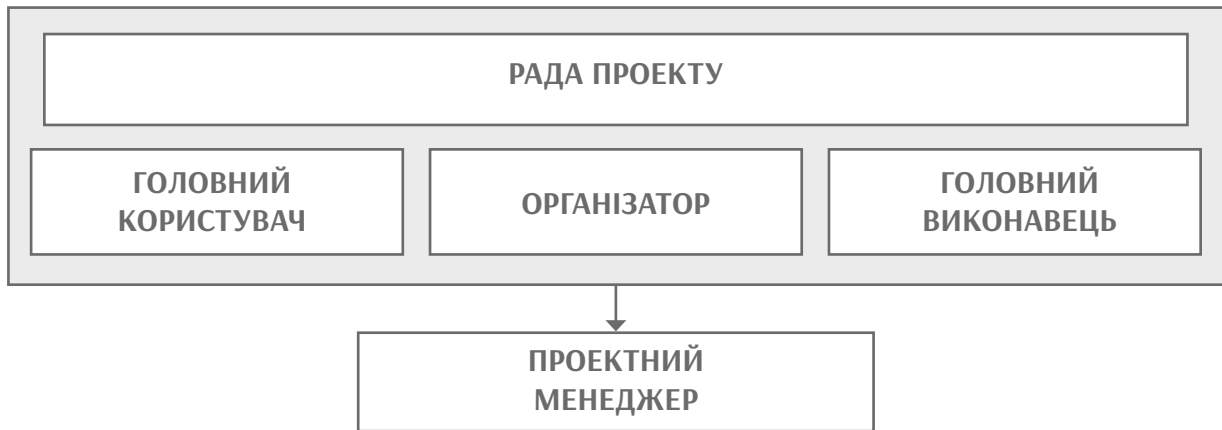 РАДА ПРОЕКТУ
ГОЛОВНИЙ
КОРИСТУВАЧ
ОРГАНІЗАТОР
ГОЛОВНИЙ
ВИКОНАВЕЦЬ
ПРОЕКТНИЙ
МЕНЕДЖЕР